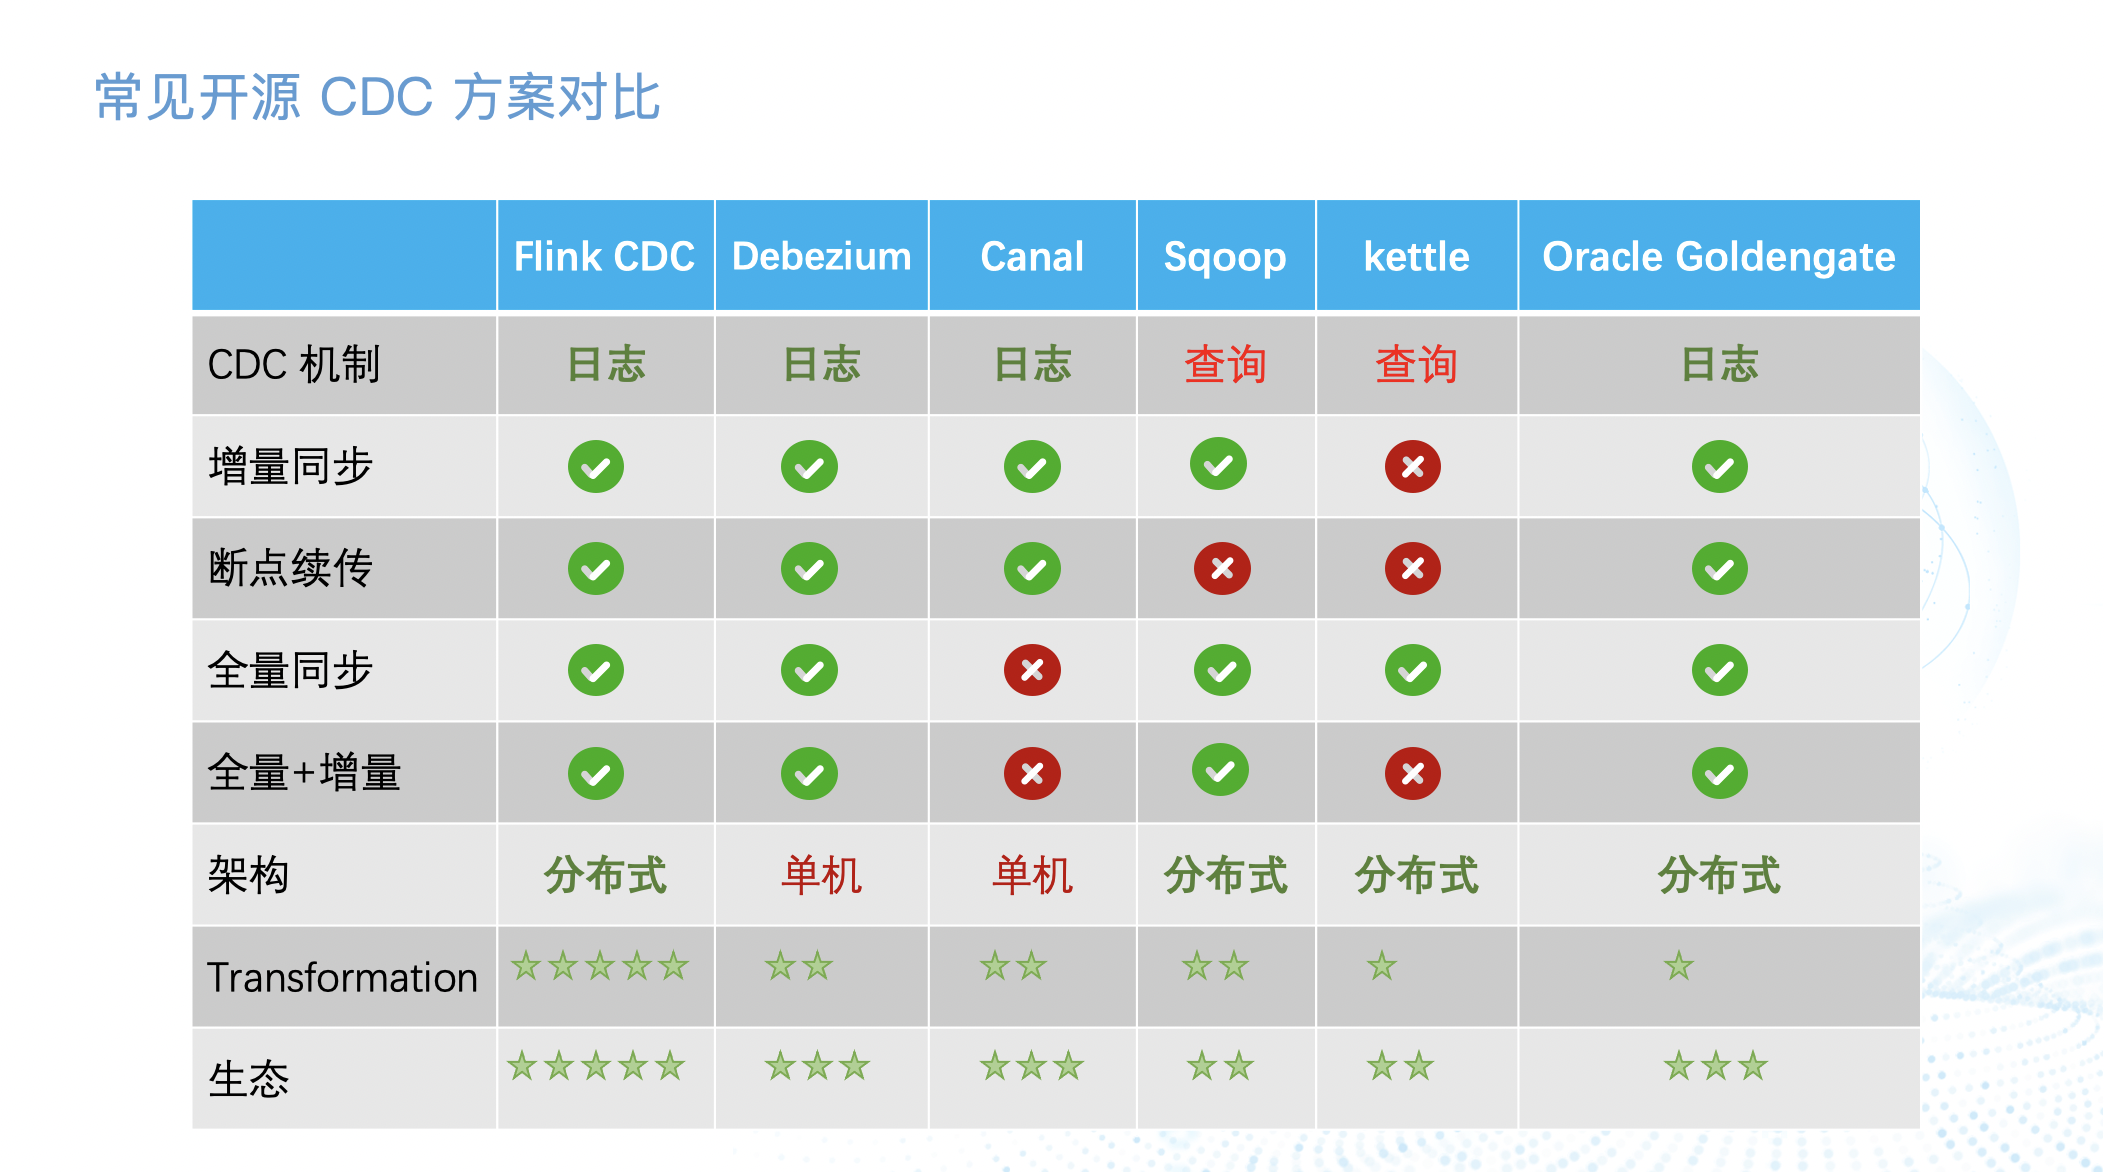 常见开源 CDC 方案对比
Flink CDC Debezium Canal Sqoop kettle Oracle Goldengate
CDC 机制 日志 日志 日志 查询 查询 日志
增量同步
断点续传
全量同步
全量+增量
架构 分布式 单机 单机 分布式 分布式 分布式
Transformation
生态